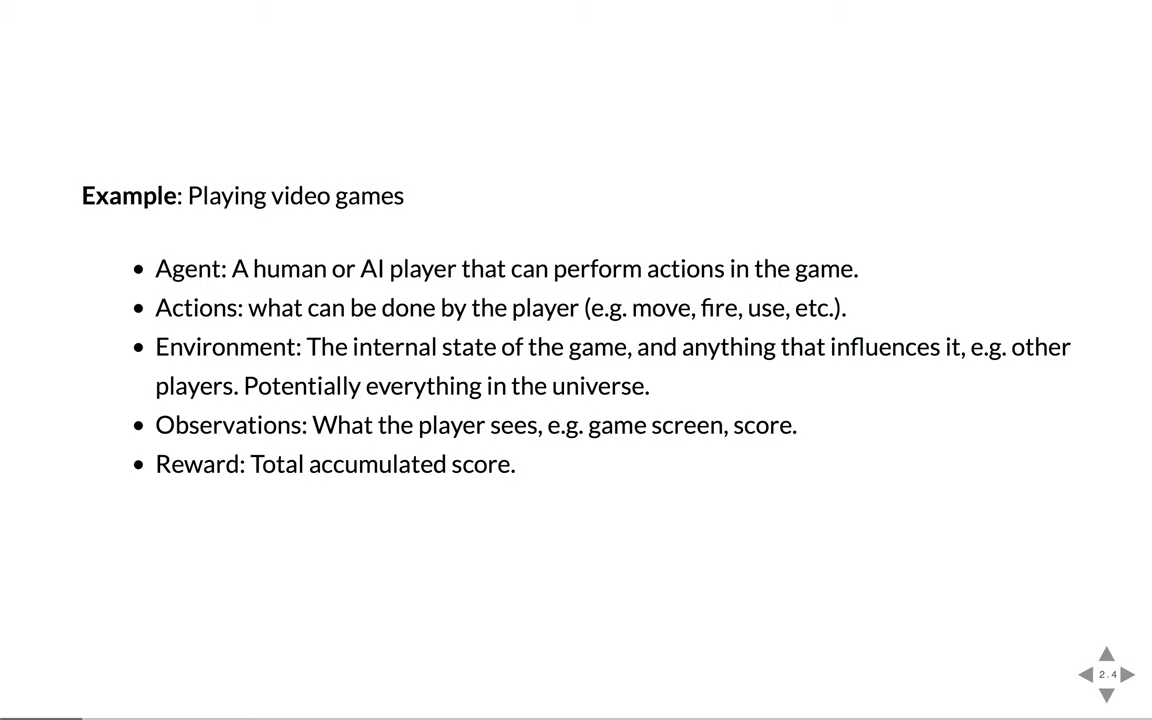 Example: Playing video games
• Agent: A human or AI player that can perform actions in the game.
• Actions: what can be done by the player (e.g. move, fire, use, etc.).
• Environment: The internal state of the game, and anything that influences it, e.g. other
players. Potentially everything in the universe.
• Observations: What the player sees, e.g. game screen, score.
• Reward: Total accumulated score.
2.4